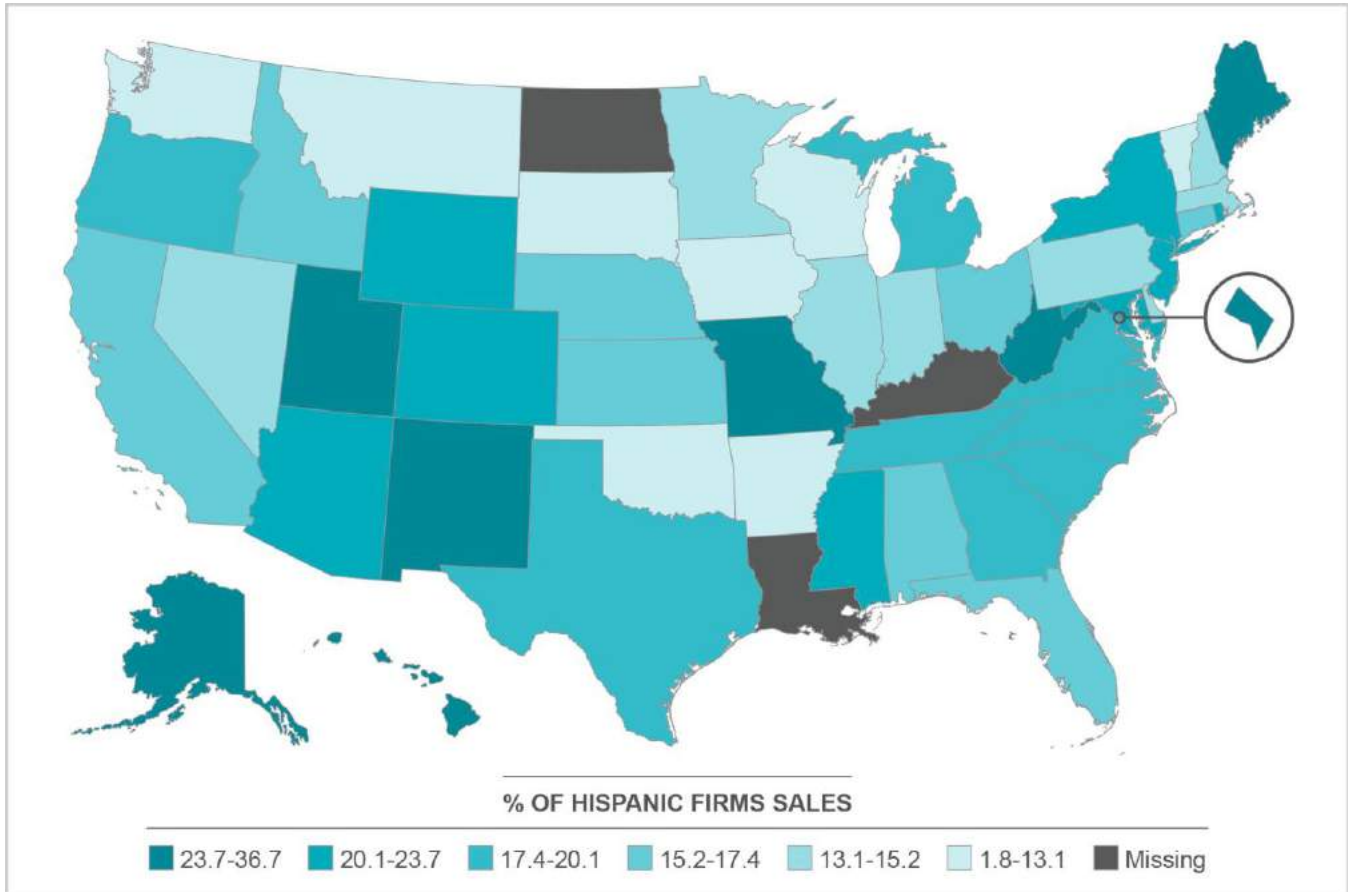 % OF HISPANIC FIRMS SALES
23.7-36.7 20.1-23.7 17.4-20.1 15.2-17.4 13.1-15.2 1.8-13.1 Missing